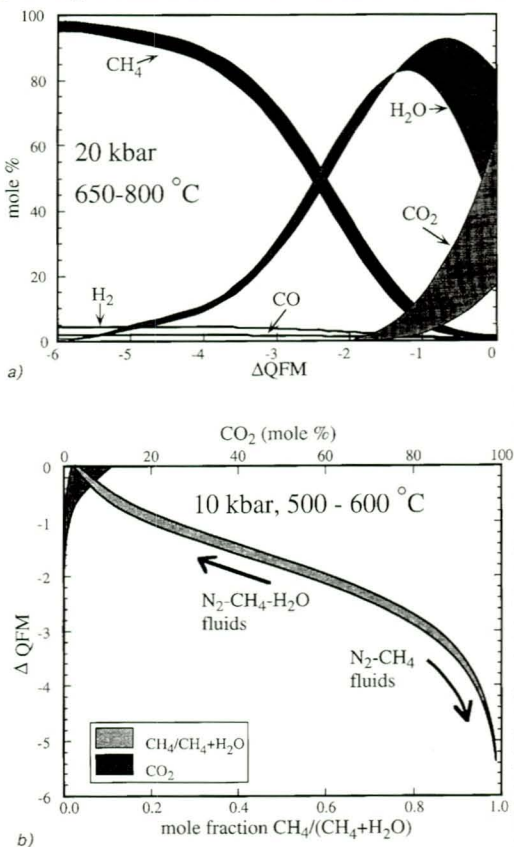 100
80
60
40
20
0
mole %
CH4
20 kbar
650-800 °C
H2O
CO2
H2
CO
-6 -5 -4 -3 -2 -1 0
ΔQFM
a)
CO2 (mole %)
0 20 40 60 80 100
0
-1
-2
-3
-4
-5
-6
Δ QFM
10 kbar, 500 - 600 °C
N2-CH4-H2O
fluids
N2-CH4
fluids
CH4/CH4+H2O
CO2
0.0 0.2 0.4 0.6 0.8 1.0
mole fraction CH4/(CH4+H2O)
b)